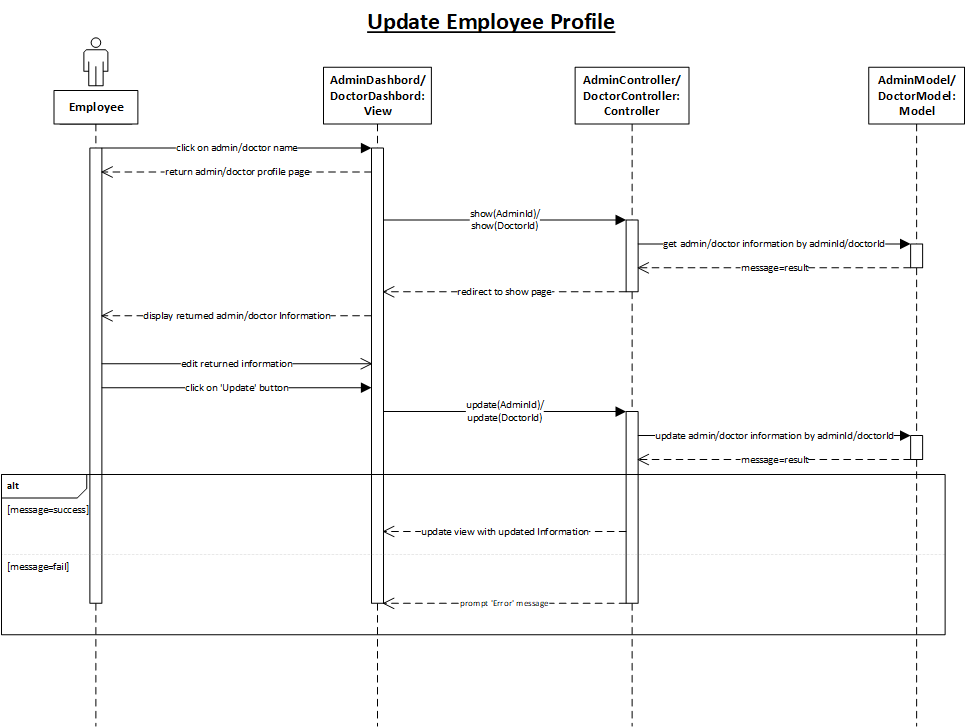 Update Employee Profile
Employee
AdminDashbord/
DoctorDashbord:
View
AdminController/
DoctorController:
Controller
AdminModel/
DoctorModel:
Model
click on admin/doctor name
return admin/doctor profile page
show(AdminId)/
show(DoctorId)
get admin/doctor information by adminId/doctorId
message=result
redirect to show page
display returned admin/doctor Information
edit returned information
click on 'Update' button
update(AdminId)/
update(DoctorId)
update admin/doctor information by adminId/doctorId
message=result
alt
[message=success]
update view with updated Information
[message=fail]
prompt 'Error' message